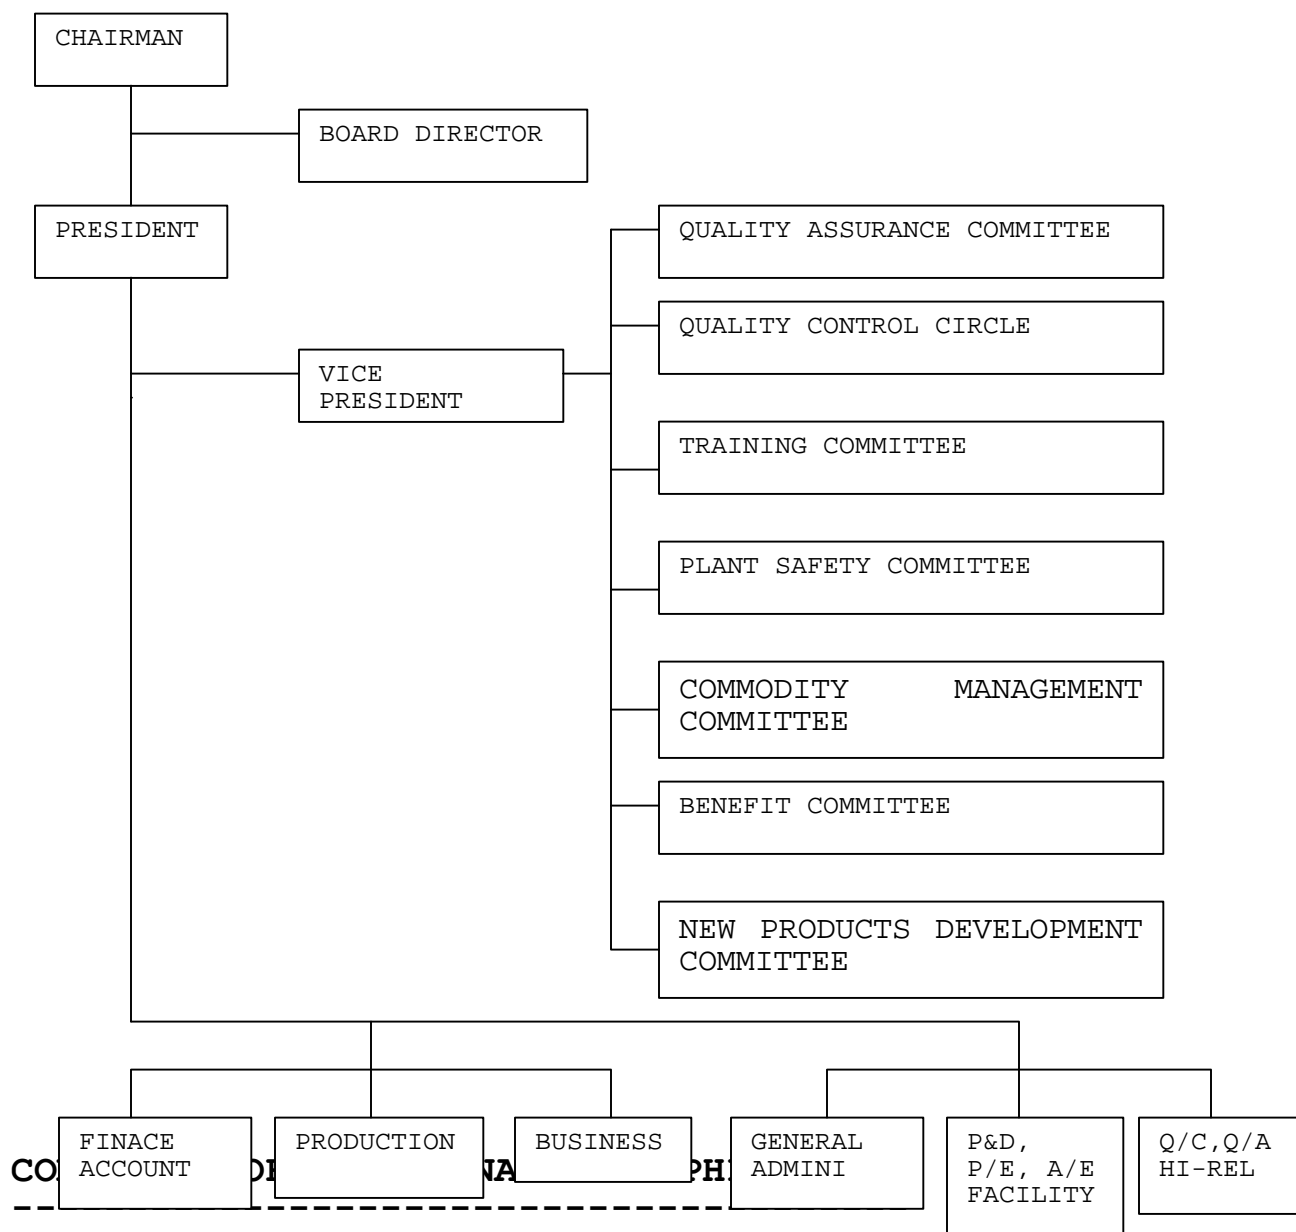 CHAIRMAN
BOARD DIRECTOR
PRESIDENT
QUALITY ASSURANCE COMMITTEE
QUALITY CONTROL CIRCLE
VICE
PRESIDENT
TRAINING COMMITTEE
PLANT SAFETY COMMITTEE
COMMODITY MANAGEMENT
COMMITTEE
BENEFIT COMMITTEE
NEW PRODUCTS DEVELOPMENT
COMMITTEE
FINACE
ACCOUNT
PRODUCTION
BUSINESS
GENERAL
ADMINI
P&D,
P/E, A/E
FACILITY
Q/C,Q/A
HI-REL